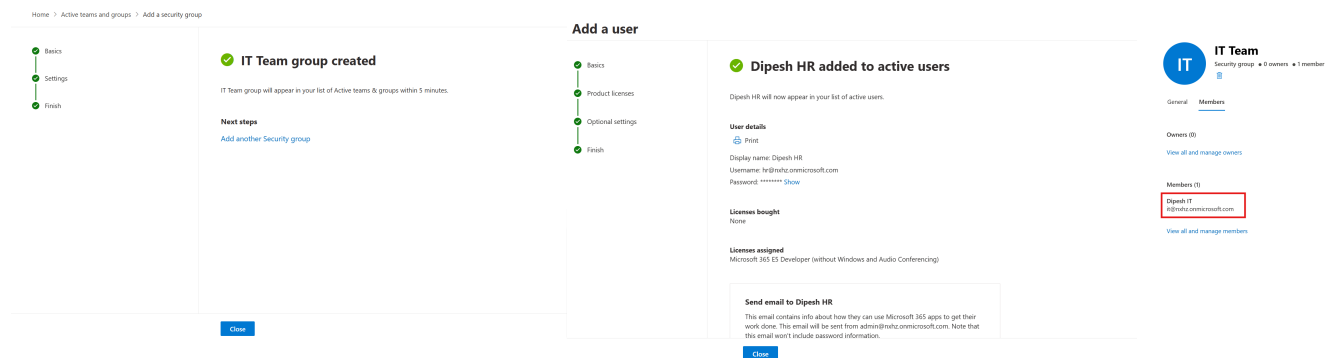 Home > Active teams and groups > Add a security group
Basics
Settings
Finish
IT Team group created
IT Team group will appear in your list of Active teams & groups within 5 minutes.
Next steps
Add another Security group
Close
Add a user
Basics
Product licenses
Optional settings
Finish
Dipesh HR added to active users
Dipesh HR will now appear in your list of active users.
User details
Print
Display name: Dipesh HR
Username: hr@nxhz.onmicrosoft.com
Password: ******** Show
Licenses bought
None
Licenses assigned
Microsoft 365 E5 Developer (without Windows and Audio Conferencing)
Send email to Dipesh HR
This email contains info about how they can use Microsoft 365 apps to get their
work done. This email will be sent from admin@nxhz.onmicrosoft.com. Note that
this email won't include password information.
Close
IT
IT Team
Security group • 0 owners • 1 member
General Members
Owners (0)
View all and manage owners
Members (1)
Dipesh IT
it@nxhz.onmicrosoft.com
View all and manage members